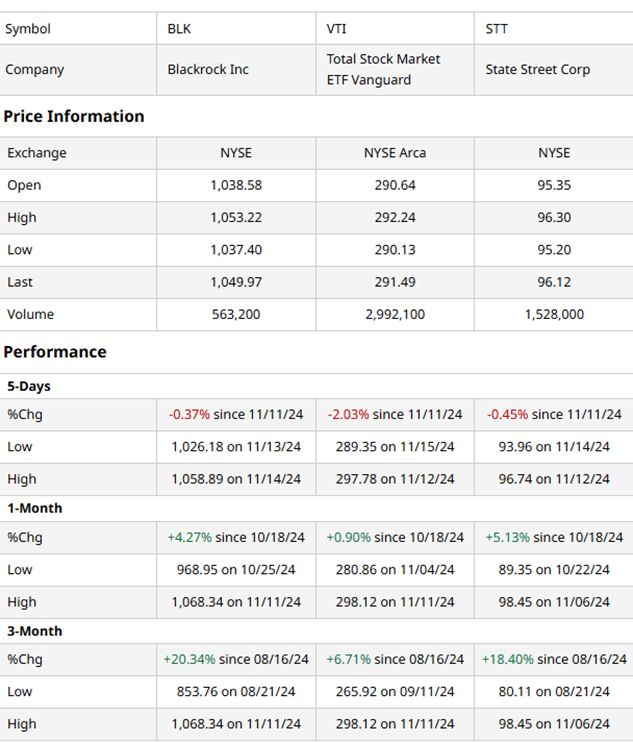 Symbol BLK VTI STT
Company Blackrock Inc Total Stock Market ETF Vanguard State Street Corp
Price Information
Exchange NYSE NYSE Arca NYSE
Open 1,038.58 290.64 95.35
High 1,053.22 292.24 96.30
Low 1,037.40 290.13 95.20
Last 1,049.97 291.49 96.12
Volume 563,200 2,992,100 1,528,000
Performance
5-Days
%Chg -0.37% since 11/11/24 -2.03% since 11/11/24 -0.45% since 11/11/24
Low 1,026.18 on 11/13/24 289.35 on 11/15/24 93.96 on 11/14/24
High 1,058.89 on 11/14/24 297.78 on 11/12/24 96.74 on 11/12/24
1-Month
%Chg +4.27% since 10/18/24 +0.90% since 10/18/24 +5.13% since 10/18/24
Low 968.95 on 10/25/24 280.86 on 11/04/24 89.35 on 10/22/24
High 1,068.34 on 11/11/24 298.12 on 11/11/24 98.45 on 11/06/24
3-Month
%Chg +20.34% since 08/16/24 +6.71% since 08/16/24 +18.40% since 08/16/24
Low 853.76 on 08/21/24 265.92 on 09/11/24 80.11 on 08/21/24
High 1,068.34 on 11/11/24 298.12 on 11/11/24 98.45 on 11/06/24